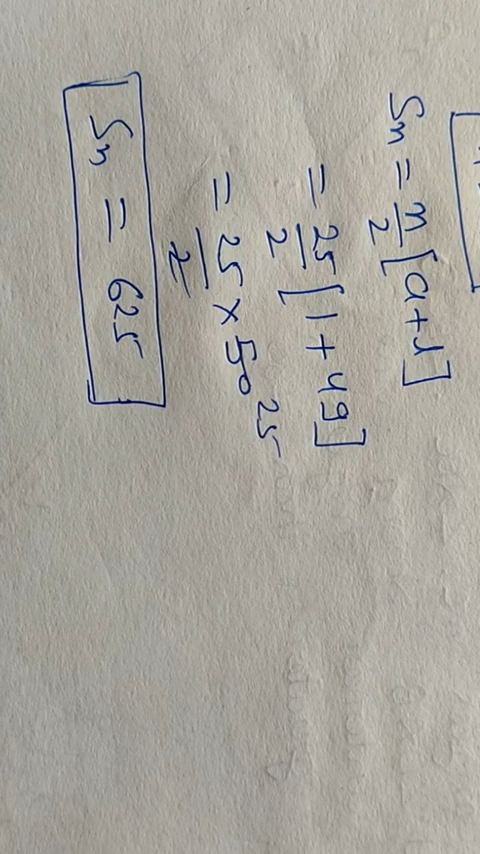 Sn = n/2 [a+l]
= 25/2 [1+49]
= 25/2 × 50 25
Sn = 625